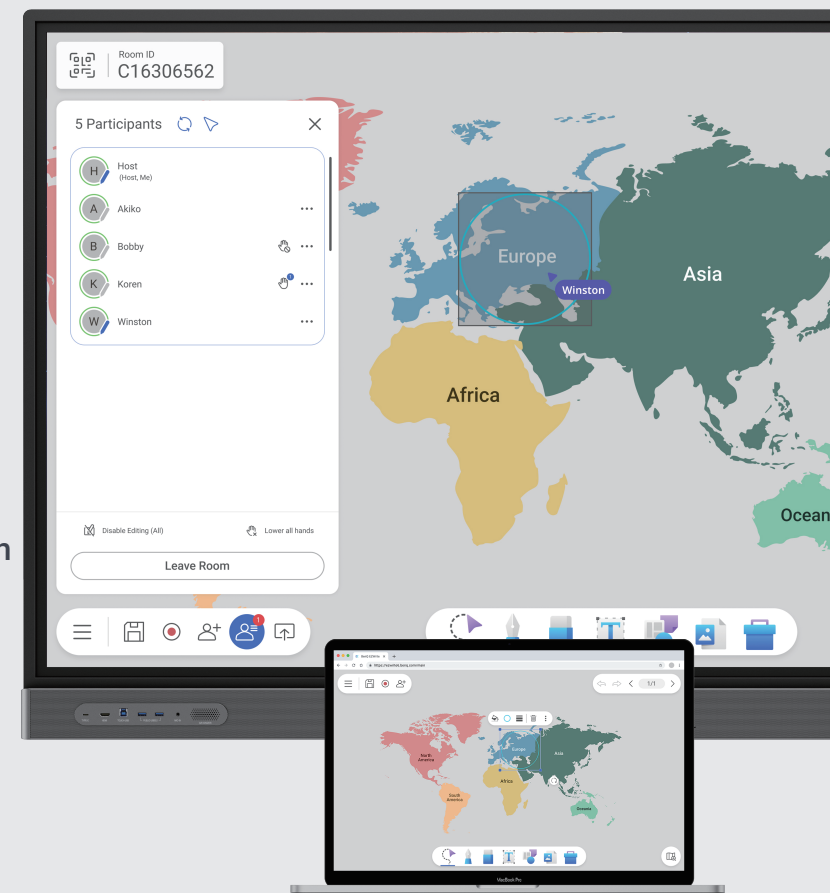 Room ID
C16306562
5 Participants
H
Host
(Host, Me)
A
Akiko
B
Bobby
K
Koren
1
W
Winston
Disable Editing (All)
Lower all hands
Leave Room
1
Europe
Winston
Asia
Africa
Ocean
n
T
1/1
North
America
Europe
Asia
Africa
South
America
Oceania
T
MacBook Pro